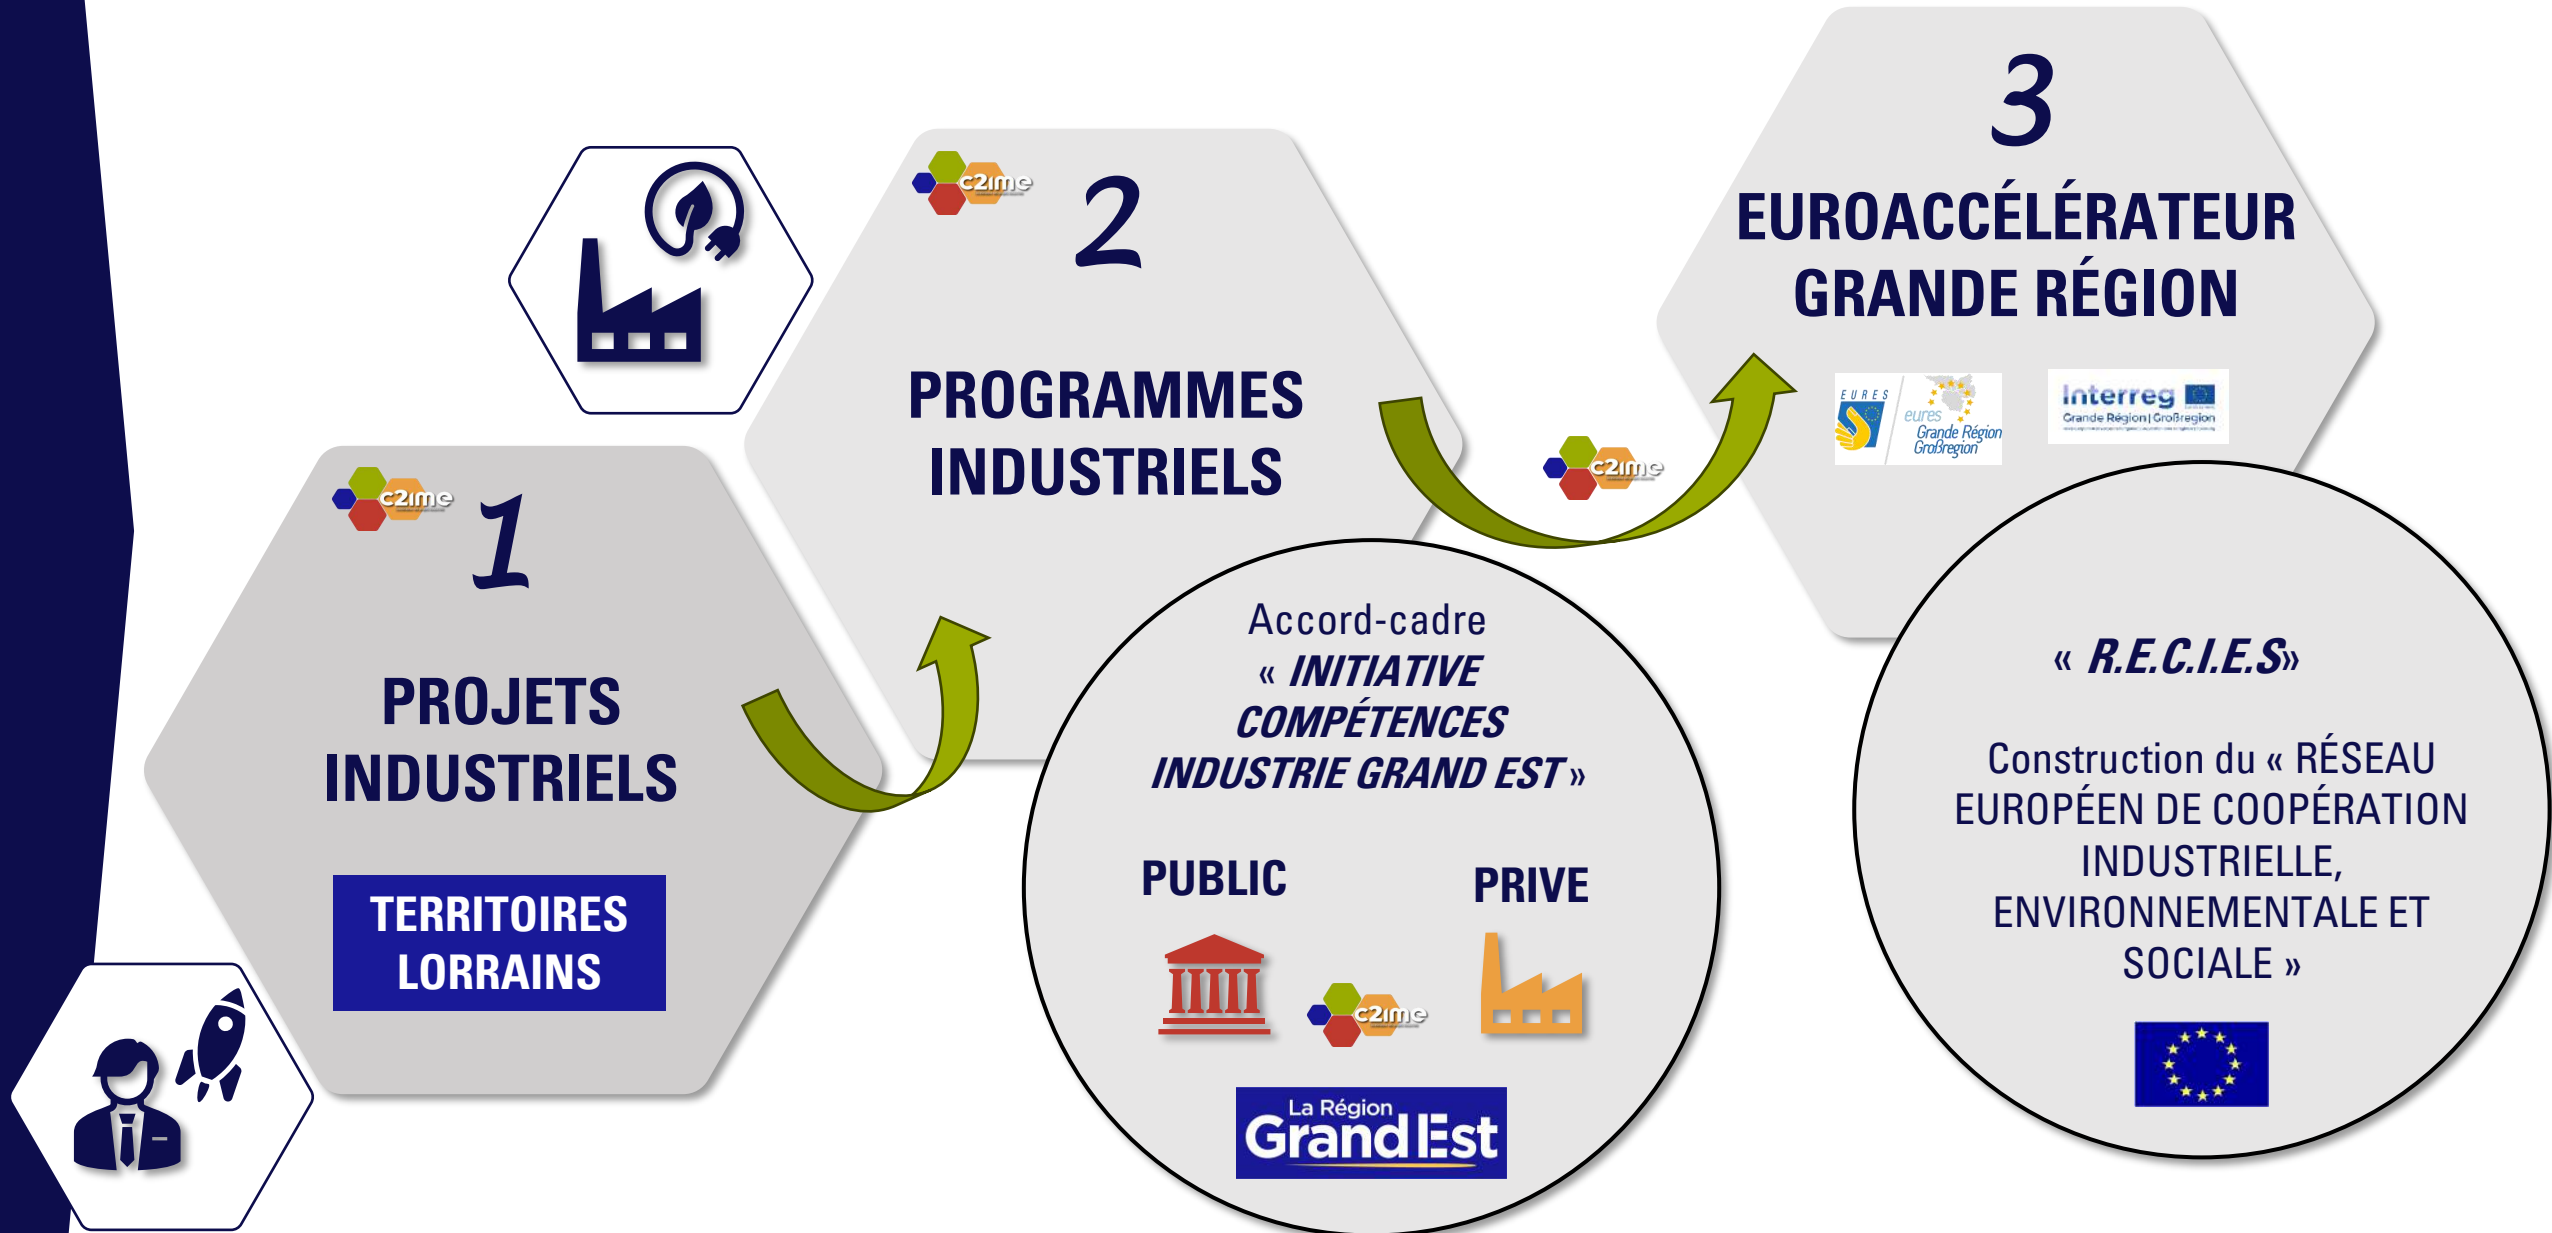 c2ime
1
PROJETS
INDUSTRIELS
TERRITOIRES
LORRAINS
c2ime
2
PROGRAMMES
INDUSTRIELS
Accord-cadre
« INITIATIVE
COMPÉTENCES
INDUSTRIE GRAND EST »
PUBLIC
PRIVE
c2ime
La Région
Grand Est
c2ime
3
EUROACCÉLÉRATEUR
GRANDE RÉGION
EURES
eures
Grande Région
Großregion
Interreg
Grande Région | Großregion
« R.E.C.I.E.S»
Construction du « RÉSEAU
EUROPÉEN DE COOPÉRATION
INDUSTRIELLE,
ENVIRONNEMENTALE ET
SOCIALE »